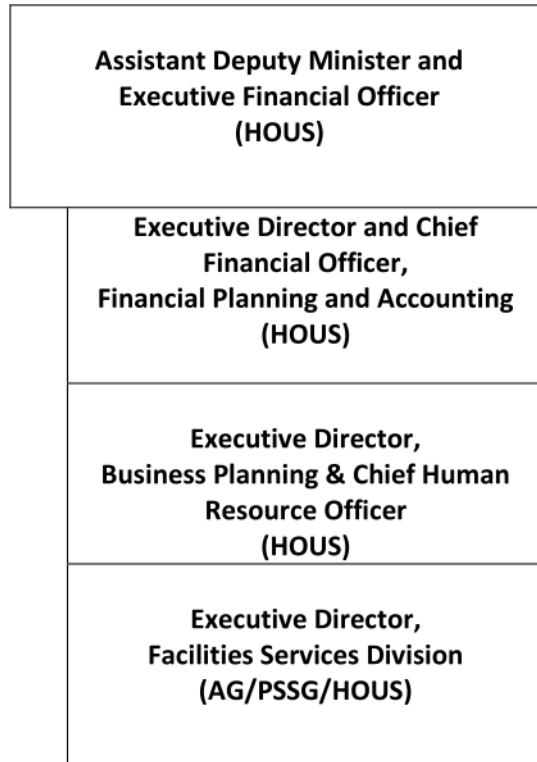 Assistant Deputy Minister and
Executive Financial Officer
(HOUS)
Executive Director and Chief
Financial Officer,
Financial Planning and Accounting
(HOUS)
Executive Director,
Business Planning & Chief Human
Resource Officer
(HOUS)
Executive Director,
Facilities Services Division
(AG/PSSG/HOUS)